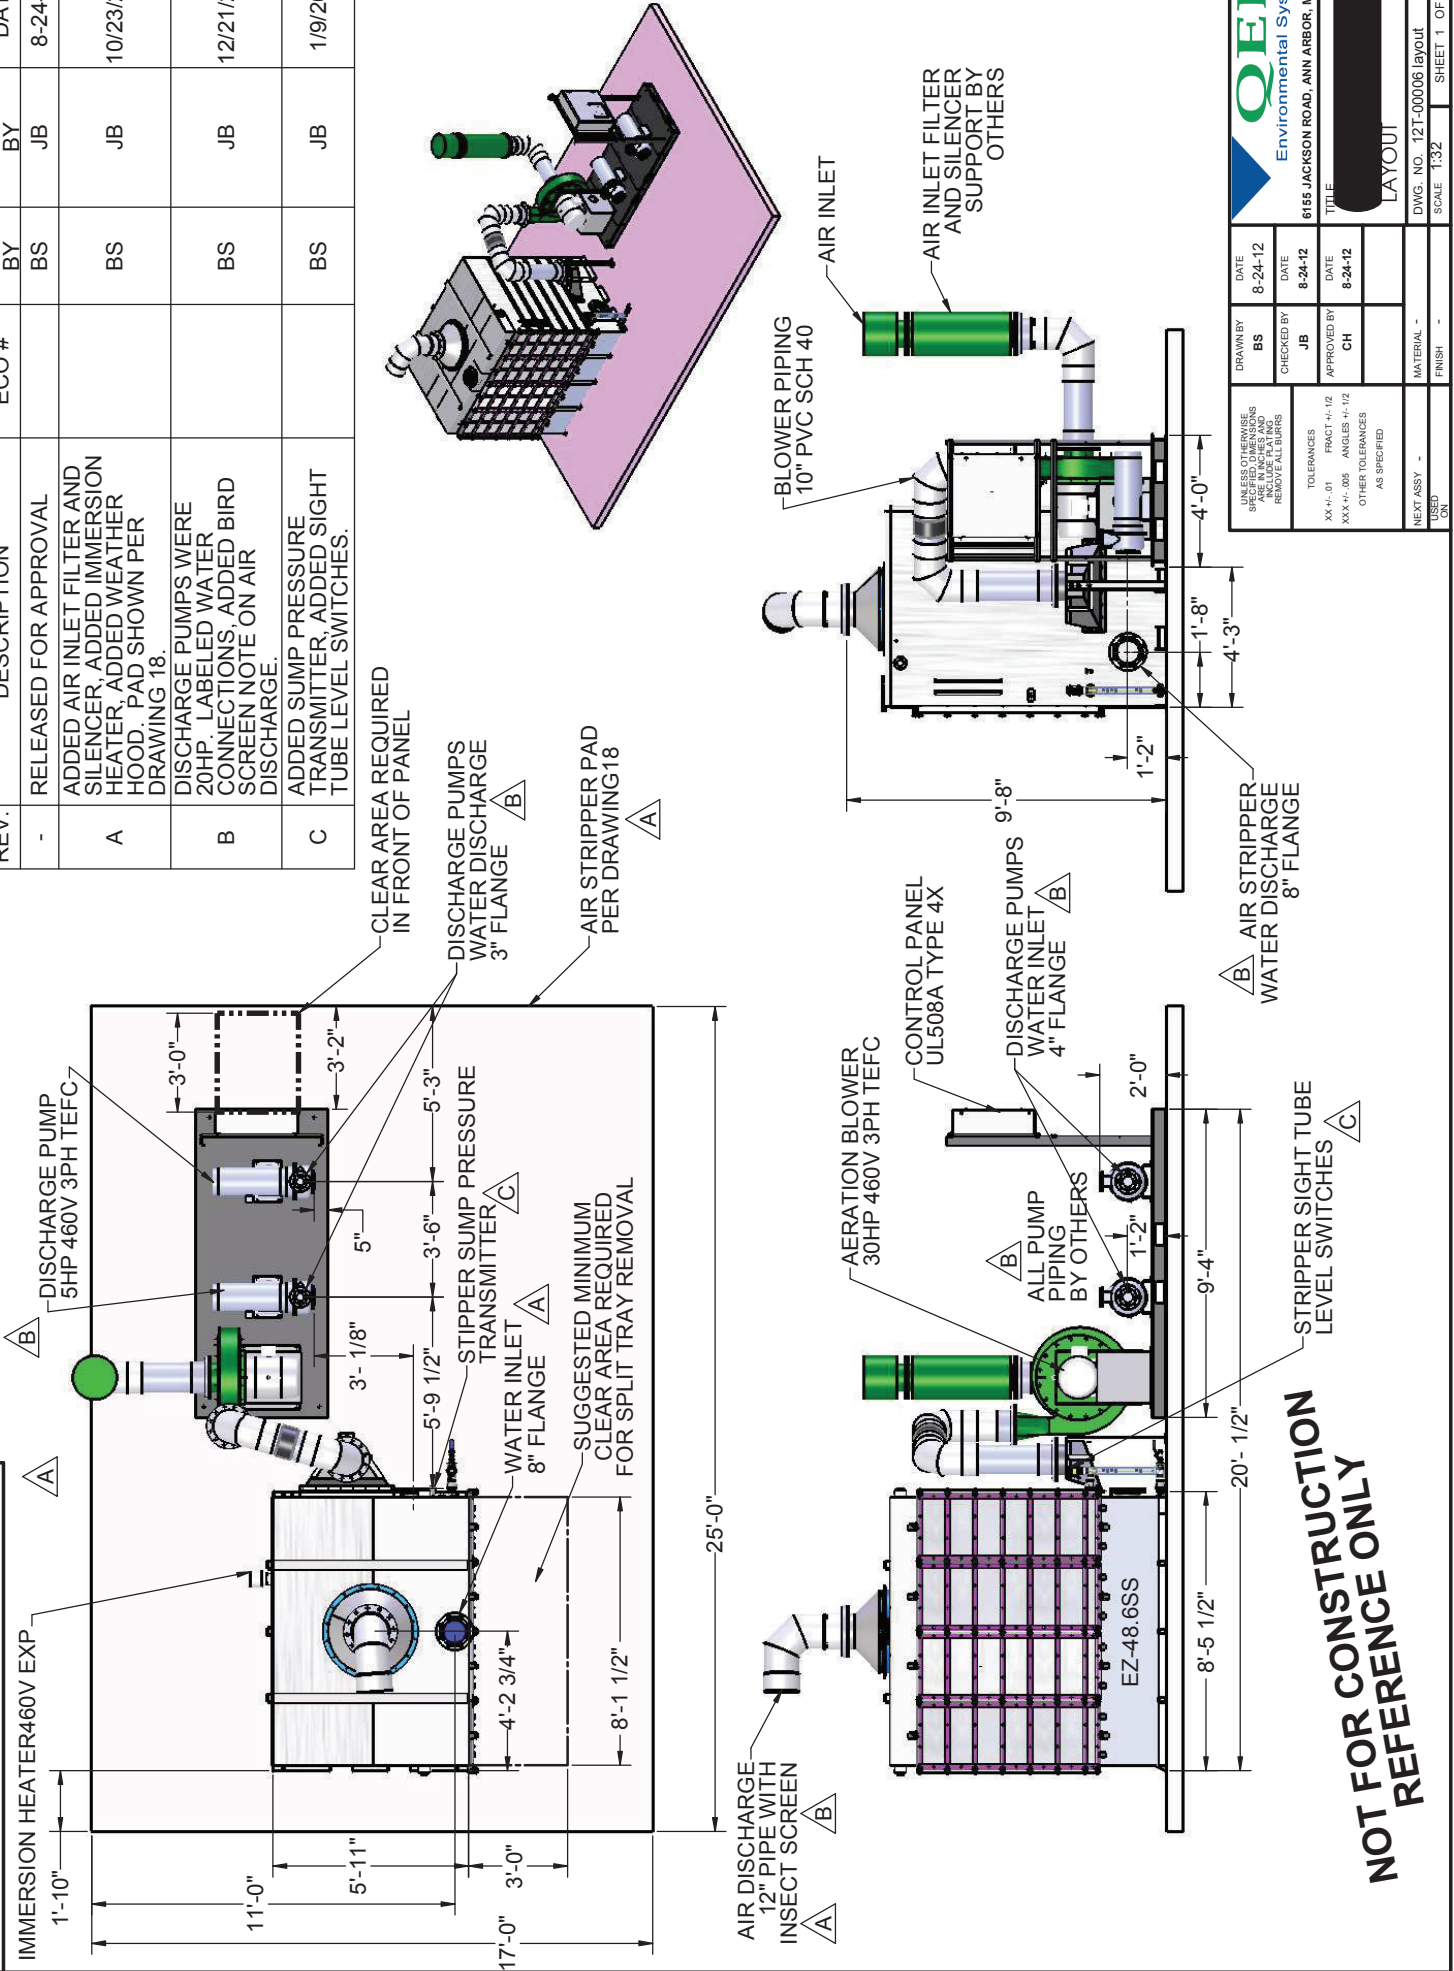 REV.
DESCRIPTION
ECO #
BY
BY
-
RELEASED FOR APPROVAL
BS
JB
A
ADDED AIR INLET FILTER AND
SILENCER, ADDED IMMERSION
HEATER, ADDED WEATHER
HOOD. PAD SHOWN PER
DRAWING 18.
BS
JB
B
DISCHARGE PUMPS WERE
20HP. LABELED WATER
CONNECTIONS, ADDED BIRD
SCREEN NOTE ON AIR
DISCHARGE.
BS
JB
C
ADDED SUMP PRESSURE
TRANSMITTER, ADDED SIGHT
TUBE LEVEL SWITCHES.
BS
JB
IMMERSION HEATER460V EXP
A
B
DISCHARGE PUMP
5HP 460V 3PH TEFC
CLEAR AREA REQUIRED
IN FRONT OF PANEL
DISCHARGE PUMPS
WATER DISCHARGE
3" FLANGE
B
AIR STRIPPER PAD
PER DRAWING18
A
STIPPER SUMP PRESSURE
TRANSMITTER
C
WATER INLET
8" FLANGE
A
SUGGESTED MINIMUM
CLEAR AREA REQUIRED
FOR SPLIT TRAY REMOVAL
1'-10"
11'-0"
17'-0"
5'-11"
3'-0"
4'-2 3/4"
8'-1 1/2"
25'-0"
3'- 1/8"
5'-9 1/2"
3'-6"
5'-3"
5"
3'-0"
3'-2"
AIR DISCHARGE
12" PIPE WITH
INSECT SCREEN
A
B
AERATION BLOWER
30HP 460V 3PH TEFC
CONTROL PANEL
UL508A TYPE 4X
B
ALL PUMP
PIPING
BY OTHERS
DISCHARGE PUMPS
WATER INLET
4" FLANGE
B
STRIPPER SIGHT TUBE
LEVEL SWITCHES
C
EZ-48.6SS
8'-5 1/2"
20'- 1/2"
9'-4"
1'-2"
2'-0"
BLOWER PIPING
10" PVC SCH 40
AIR INLET
AIR INLET FILTER
AND SILENCER
SUPPORT BY
OTHERS
B
AIR STRIPPER
WATER DISCHARGE
8" FLANGE
9'-8"
1'-2"
1'-8"
4'-3"
4'-0"
NOT FOR CONSTRUCTION
REFERENCE ONLY
UNLESS OTHERWISE
SPECIFIED, DIMENSIONS
ARE IN INCHES AND
INCLUDE PLATING
REMOVE ALL BURRS
TOLERANCES
XX +/- .01 FRACT +/- 1/2
XXX +/- .005 ANGLES +/- 1/2
OTHER TOLERANCES
AS SPECIFIED
NEXT ASSY -
USED
ON
DRAWN BY
BS
DATE
8-24-12
CHECKED BY
JB
DATE
8-24-12
APPROVED BY
CH
DATE
8-24-12
MATERIAL -
FINISH -
QE
Environmental
6155 JACKSON ROAD, ANN ARBOR,
TITLE
LAYOUT
DWG. NO. 12T-00006 layout
SCALE 1:32
SHEET 1 OF